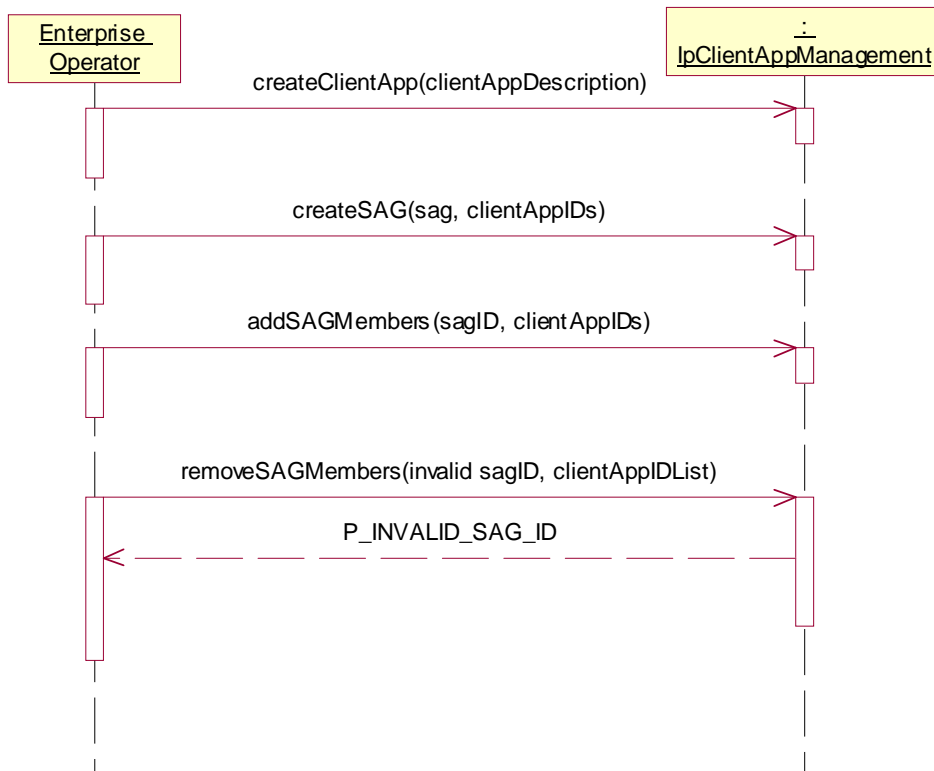 Enterprise
Operator
:
IpClientAppManagement
createClientApp(clientAppDescription)
createSAG(sag, clientAppIDs)
addSAGMembers(sagID, clientAppIDs)
removeSAGMembers(invalid sagID, clientAppIDList)
P_INVALID_SAG_ID